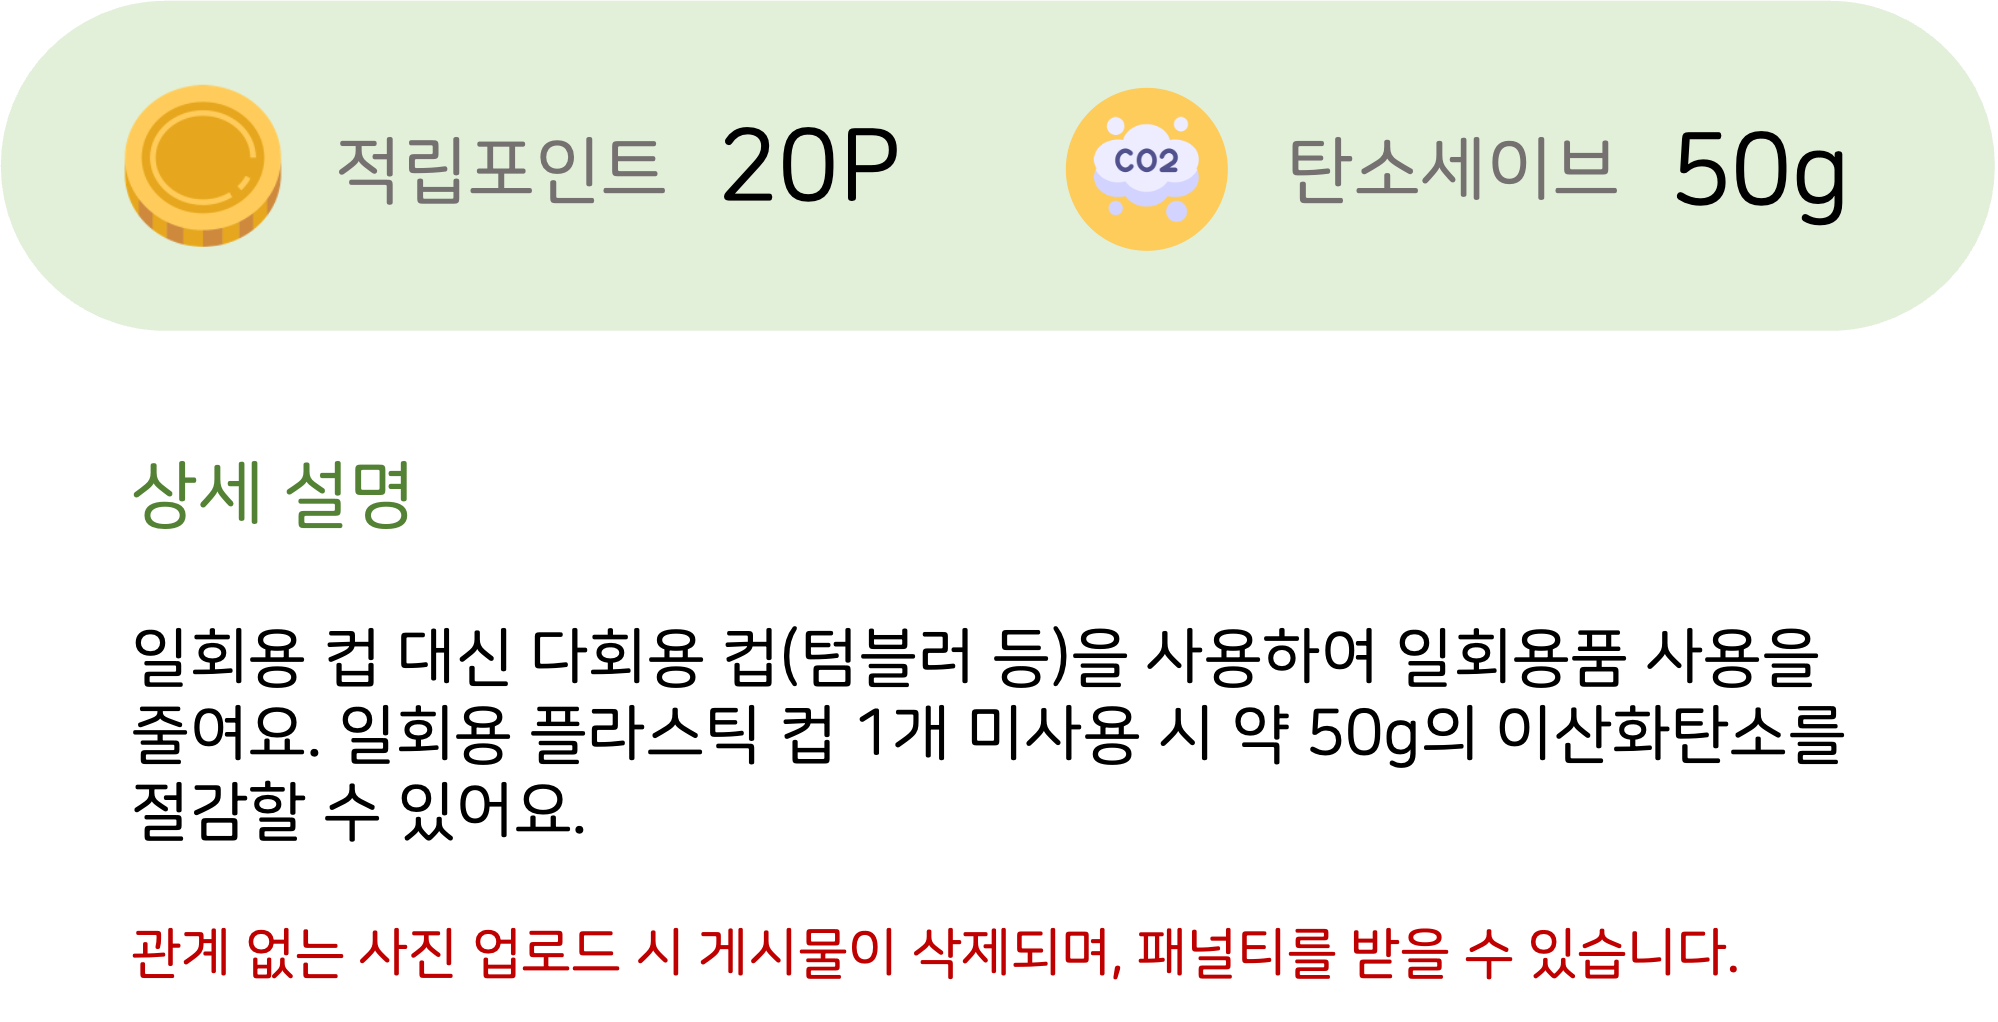 적립포인트 20P CO2 탄소세이브 50g
상세 설명
일회용 컵 대신 다회용 컵(텀블러 등)을 사용하여 일회용품 사용을
줄여요. 일회용 플라스틱 컵 1개 미사용 시 약 50g의 이산화탄소를
절감할 수 있어요.
관계 없는 사진 업로드 시 게시물이 삭제되며, 패널티를 받을 수 있습니다.